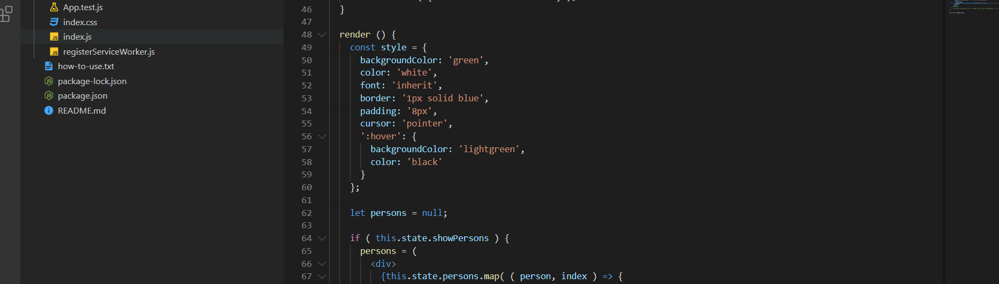 App.test.js
index.css
index.js
registerServiceWorker.js
how-to-use.txt
package-lock.json
package.json
README.md
46 }
47
48 render () {
49 const style = {
50 backgroundColor: 'green',
51 color: 'white',
52 font: 'inherit',
53 border: '1px solid blue',
54 padding: '8px',
55 cursor: 'pointer',
56 ':hover': {
57 backgroundColor: 'lightgreen',
58 color: 'black'
59 }
60 };
61
62 let persons = null;
63
64 if ( this.state.showPersons ) {
65 persons = (
66 <div>
67 {this.state.persons.map( ( person, index ) => {